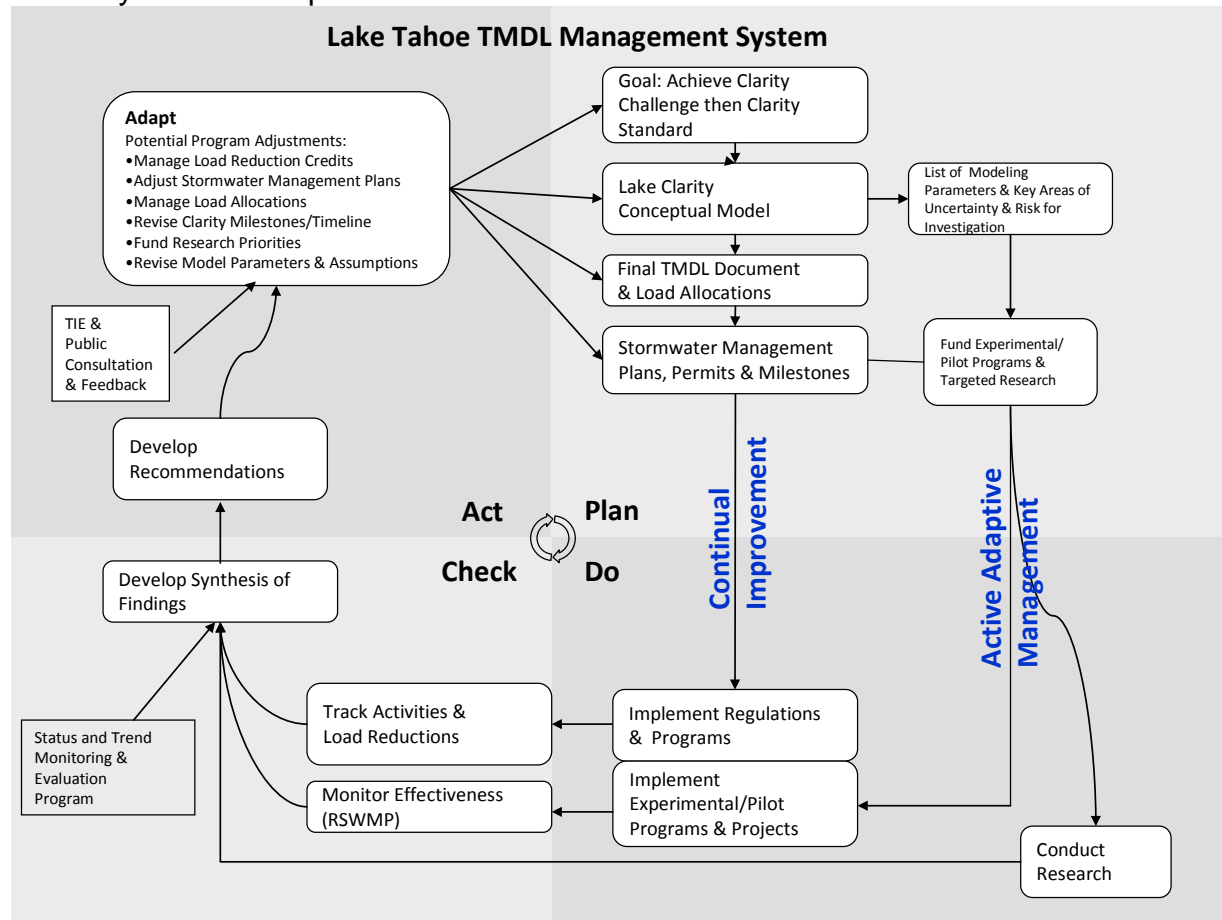 Lake Tahoe TMDL Management System
Adapt
Potential Program Adjustments:
•Manage Load Reduction Credits
•Adjust Stormwater Management Plans
•Manage Load Allocations
•Revise Clarity Milestones/Timeline
•Fund Research Priorities
•Revise Model Parameters & Assumptions
Goal: Achieve Clarity
Challenge then Clarity
Standard
Lake Clarity
Conceptual Model
List of Modeling
Parameters & Key Areas of
Uncertainty & Risk for
Investigation
Final TMDL Document
& Load Allocations
Stormwater Management
Plans, Permits & Milestones
Fund Experimental/
Pilot Programs &
Targeted Research
TIE &
Public
Consultation
& Feedback
Develop
Recommendations
Act
Plan
Check
Do
Continual
Improvement
Active Adaptive
Management
Develop Synthesis of
Findings
Status and Trend
Monitoring &
Evaluation
Program
Track Activities &
Load Reductions
Implement Regulations
& Programs
Monitor Effectiveness
(RSWMP)
Implement
Experimental/Pilot
Programs & Projects
Conduct
Research